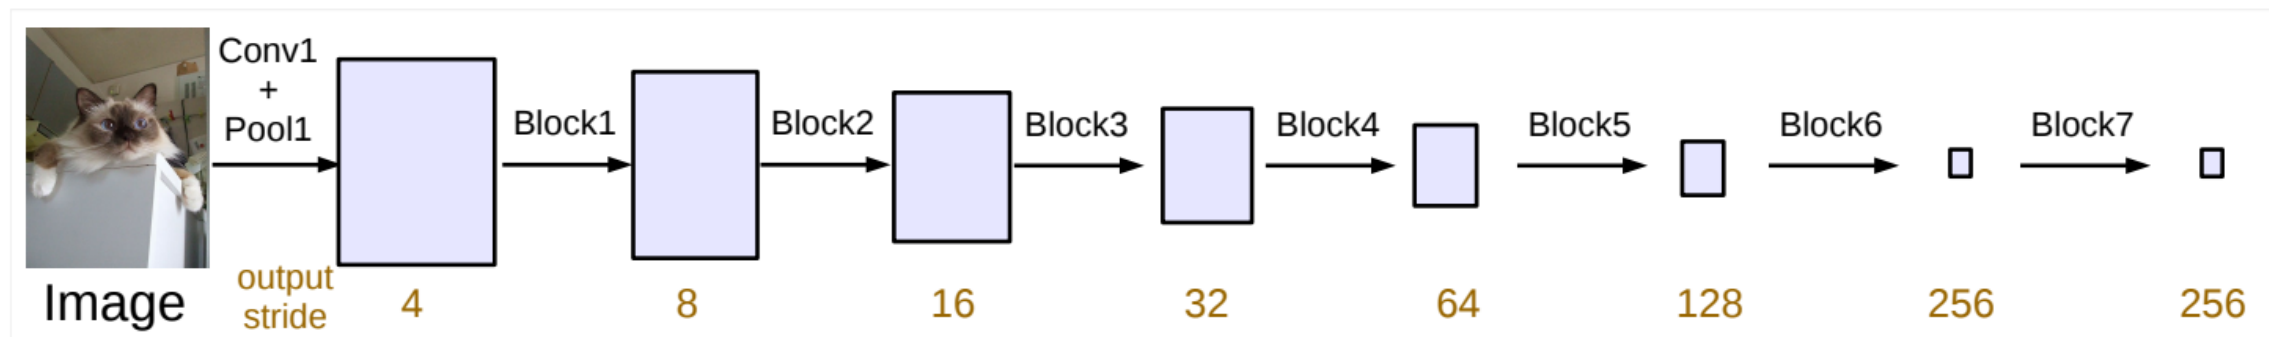 Conv1
+
Pool1
Block1
Block2
Block3
Block4
Block5
Block6
Block7
Image
output
stride
4
8
16
32
64
128
256
256